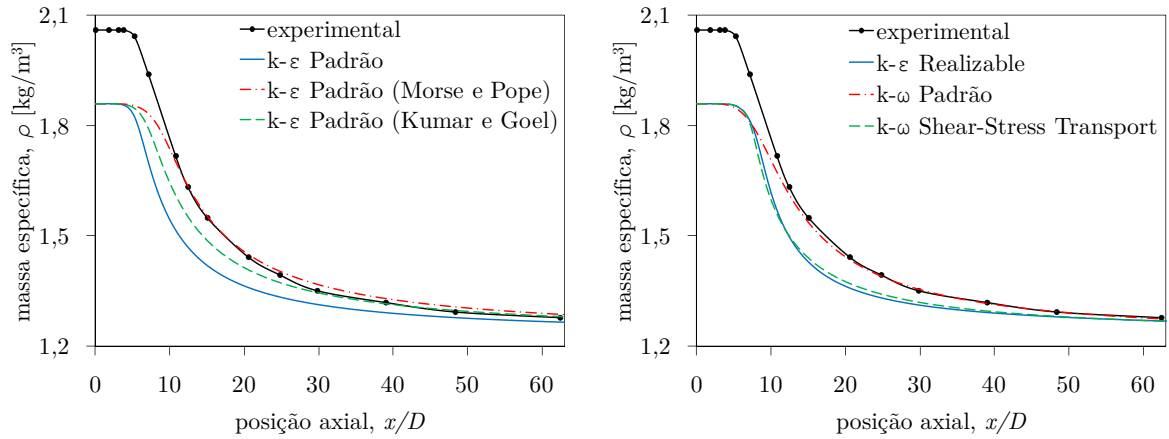 2,1
1,8
1,5
1,2
massa específica, ρ [kg/m³]
experimental
k-ε Padrão
k-ε Padrão (Morse e Pope)
k-ε Padrão (Kumar e Goel)
0 10 20 30 40 50 60
posição axial, x/D
2,1
1,8
1,5
1,2
massa específica, ρ [kg/m³]
experimental
k-ε Realizable
k-ω Padrão
k-ω Shear-Stress Transport
0 10 20 30 40 50 60
posição axial, x/D